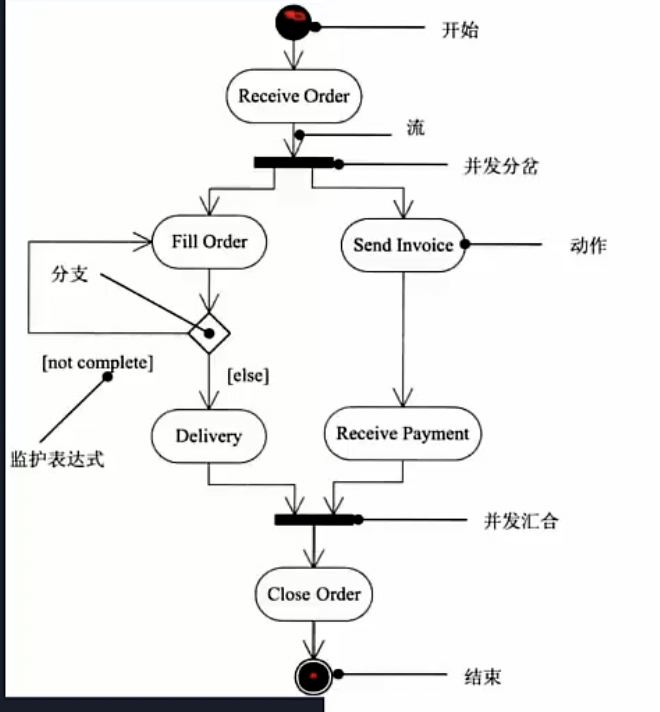 开始
Receive Order
流
并发分岔
Fill Order
Send Invoice
动作
分支
[not complete]
[else]
Delivery
Receive Payment
监护表达式
并发汇合
Close Order
结束